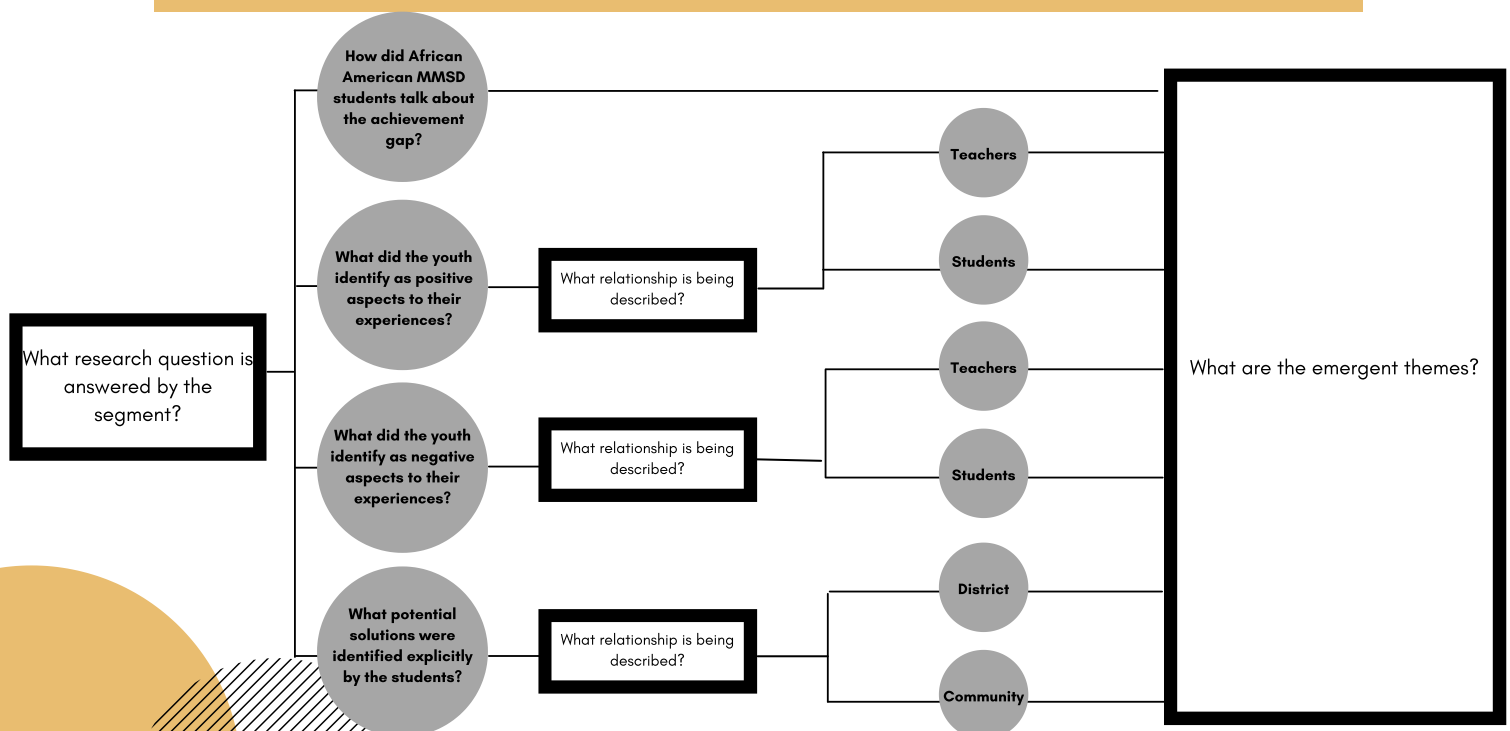 What research question is
answered by the
segment?
How did African
American MMSD
students talk about
the achievement
gap?
What did the youth
identify as positive
aspects to their
experiences?
What relationship is being
described?
Teachers
Students
What did the youth
identify as negative
aspects to their
experiences?
What relationship is being
described?
Teachers
Students
What potential
solutions were
identified explicitly
by the students?
What relationship is being
described?
District
Community
What are the emergent themes?